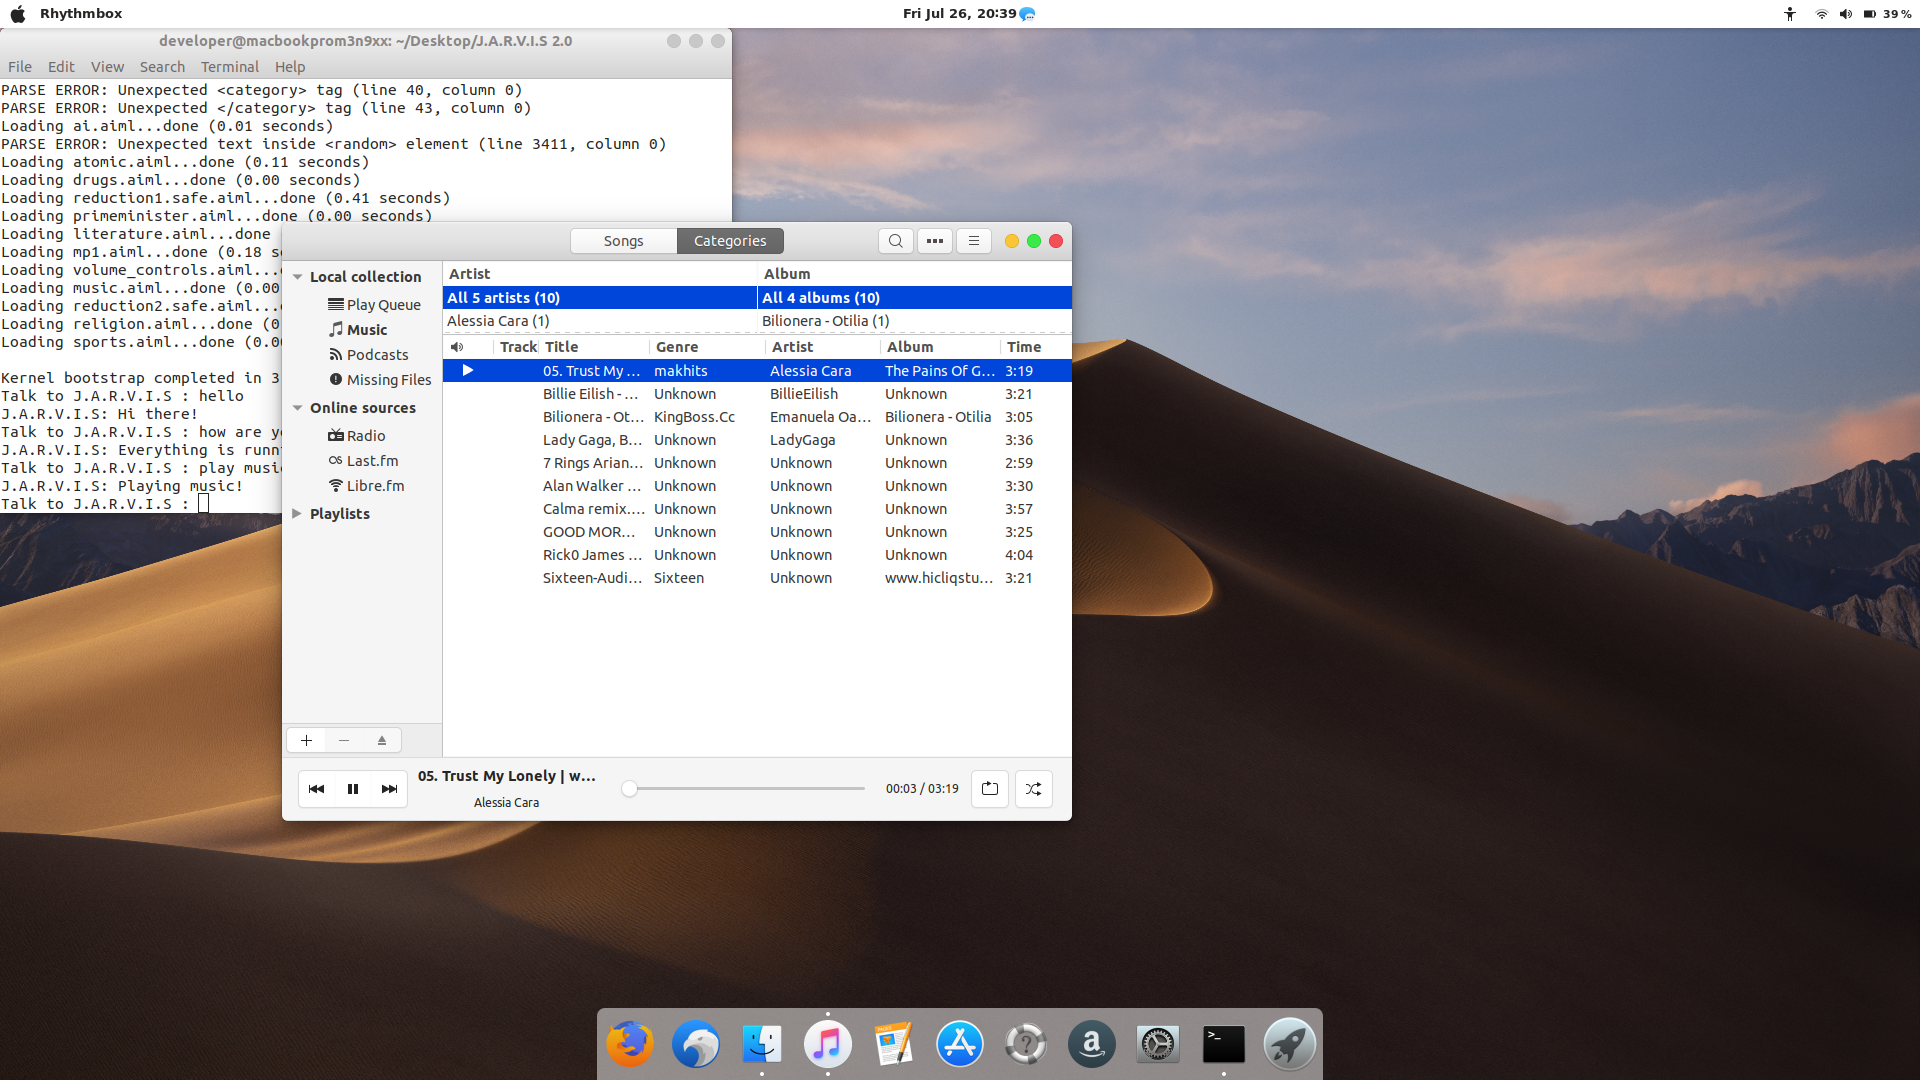 Rhythmbox
Fri Jul 26, 20:39
39 %
developer@macbookprom3n9xx: ~/Desktop/J.A.R.V.I.S 2.0
File Edit View Search Terminal Help
PARSE ERROR: Unexpected <category> tag (line 40, column 0)
PARSE ERROR: Unexpected </category> tag (line 43, column 0)
Loading ai.aiml...done (0.01 seconds)
PARSE ERROR: Unexpected text inside <random> element (line 3411, column 0)
Loading atomic.aiml...done (0.11 seconds)
Loading drugs.aiml...done (0.00 seconds)
Loading reduction1.safe.aiml...done (0.41 seconds)
Loading primeminister.aiml...done (0.00 seconds)
Loading literature.aiml...done
Loading mp1.aiml...done (0.18 s
Loading volume_controls.aiml...
Loading music.aiml...done (0.00
Loading reduction2.safe.aiml...
Loading religion.aiml...done (0
Loading sports.aiml...done (0.0
Kernel bootstrap completed in 3
Talk to J.A.R.V.I.S : hello
J.A.R.V.I.S: Hi there!
Talk to J.A.R.V.I.S : how are y
J.A.R.V.I.S: Everything is runn
Talk to J.A.R.V.I.S : play musi
J.A.R.V.I.S: Playing music!
Talk to J.A.R.V.I.S :
Songs Categories
Local collection
Play Queue
Music
Podcasts
Missing Files
Online sources
Radio
Last.fm
Libre.fm
Playlists
Artist Album
All 5 artists (10) All 4 albums (10)
Alessia Cara (1) Bilionera - Otilia (1)
Track Title Genre Artist Album Time
05. Trust My ... makhits Alessia Cara The Pains Of G... 3:19
Billie Eilish - ... Unknown BillieEilish Unknown 3:21
Bilionera - Ot... KingBoss.Cc Emanuela Oa... Bilionera - Otilia 3:05
Lady Gaga, B... Unknown LadyGaga Unknown 3:36
7 Rings Arian... Unknown Unknown Unknown 2:59
Alan Walker ... Unknown Unknown Unknown 3:30
Calma remix.... Unknown Unknown Unknown 3:57
GOOD MOR... Unknown Unknown Unknown 3:25
Rick0 James ... Unknown Unknown Unknown 4:04
Sixteen-Audi... Sixteen Unknown www.hicliqstu... 3:21
05. Trust My Lonely | w...
Alessia Cara
00:03 / 03:19